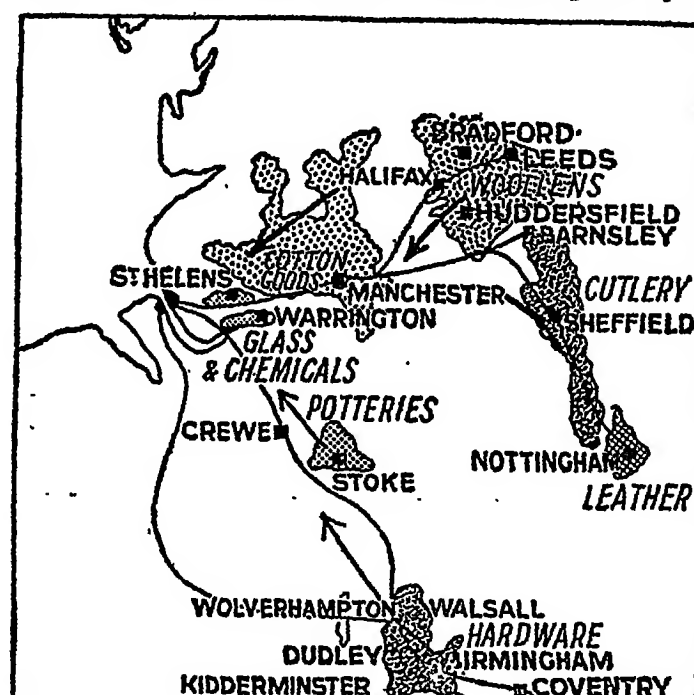 BRADFORD·
LEEDS
HALIFAX
WOOLLENS
HUDDERSFIELD
BARNSLEY
COTTON
GOODS
ST HELENS
MANCHESTER
CUTLERY
SHEFFIELD
WARRINGTON
GLASS
& CHEMICALS
POTTERIES
CREWE
STOKE
NOTTINGHAM
LEATHER
WOLVERHAMPTON
WALSALL
HARDWARE
DUDLEY
BIRMINGHAM
KIDDERMINSTER
COVENTRY